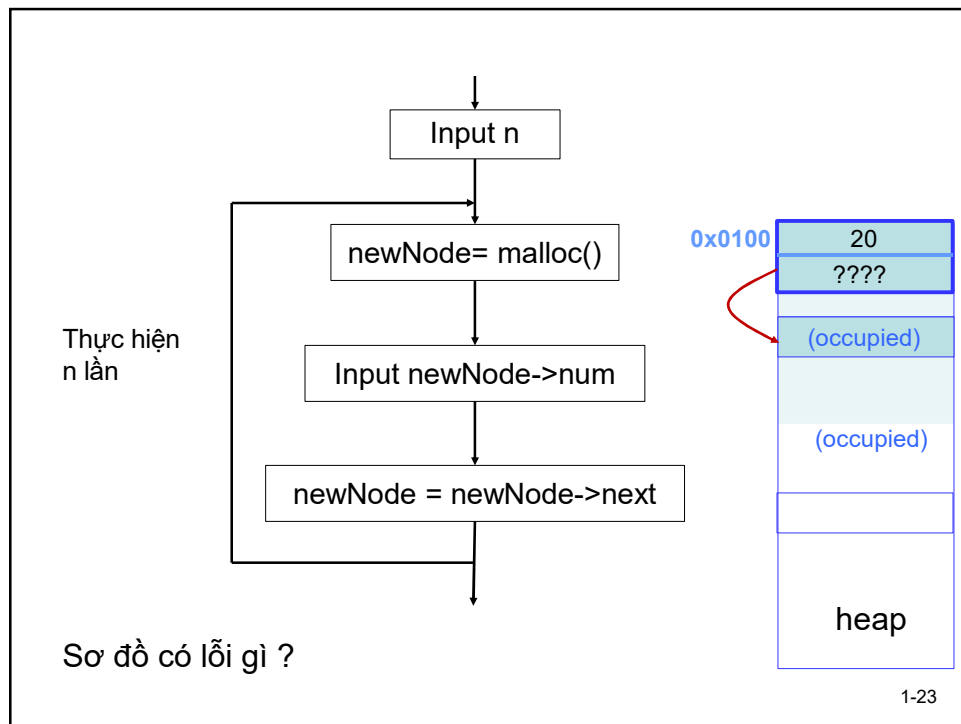 Input n
newNode= malloc()
0x0100
20
????
Thực hiện
n lần
(occupied)
Input newNode->num
(occupied)
newNode = newNode->next
heap
Sơ đồ có lỗi gì ?
1-23